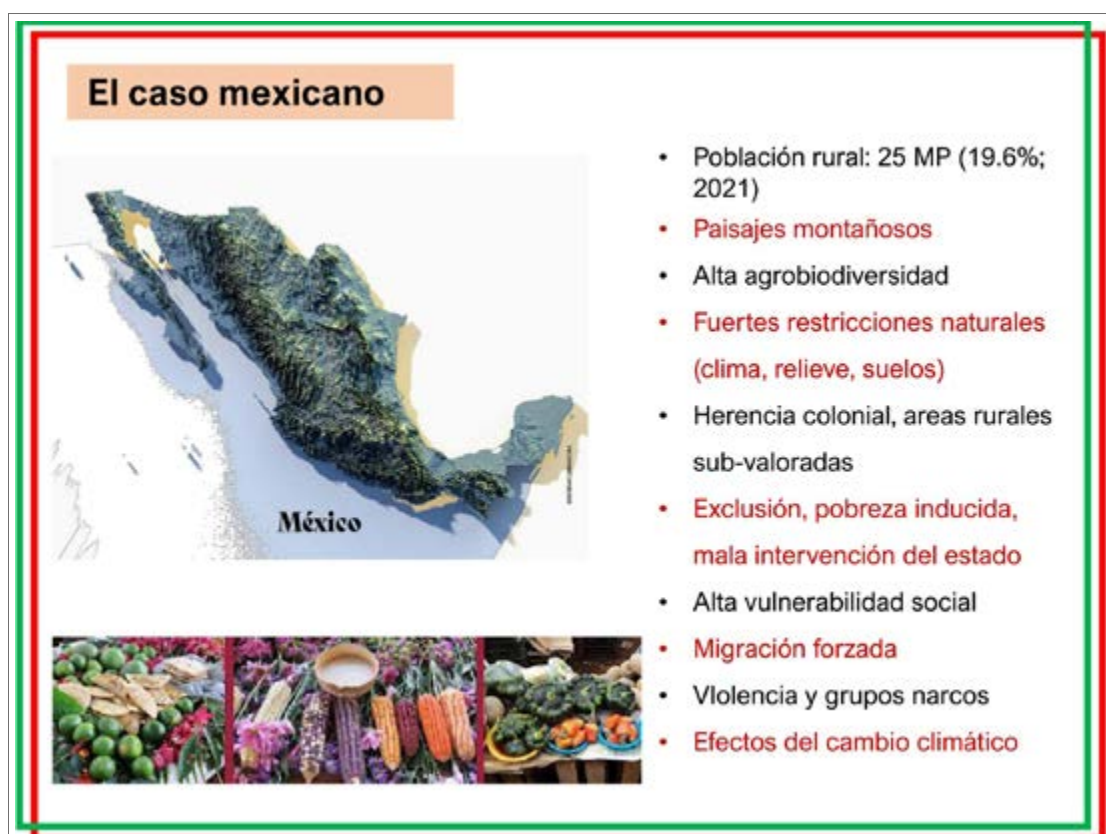 El caso mexicano
• Población rural: 25 MP (19.6%;
2021)
• Paisajes montañosos
• Alta agrobiodiversidad
• Fuertes restricciones naturales
(clima, relieve, suelos)
• Herencia colonial, areas rurales
sub-valoradas
• Exclusión, pobreza inducida,
mala intervención del estado
• Alta vulnerabilidad social
• Migración forzada
• VIolencia y grupos narcos
• Efectos del cambio climático
México